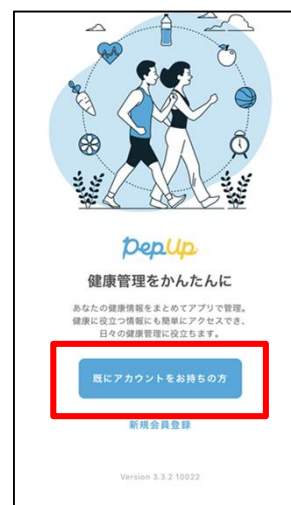 PepUp
健康管理をかんたんに
あなたの健康情報をまとめてアプリで管理。
健康に役立つ情報にも簡単にアクセスでき、
日々の健康管理に役立ちます。
既にアカウントをお持ちの方
新規会員登録
Version 3.3.2 10022